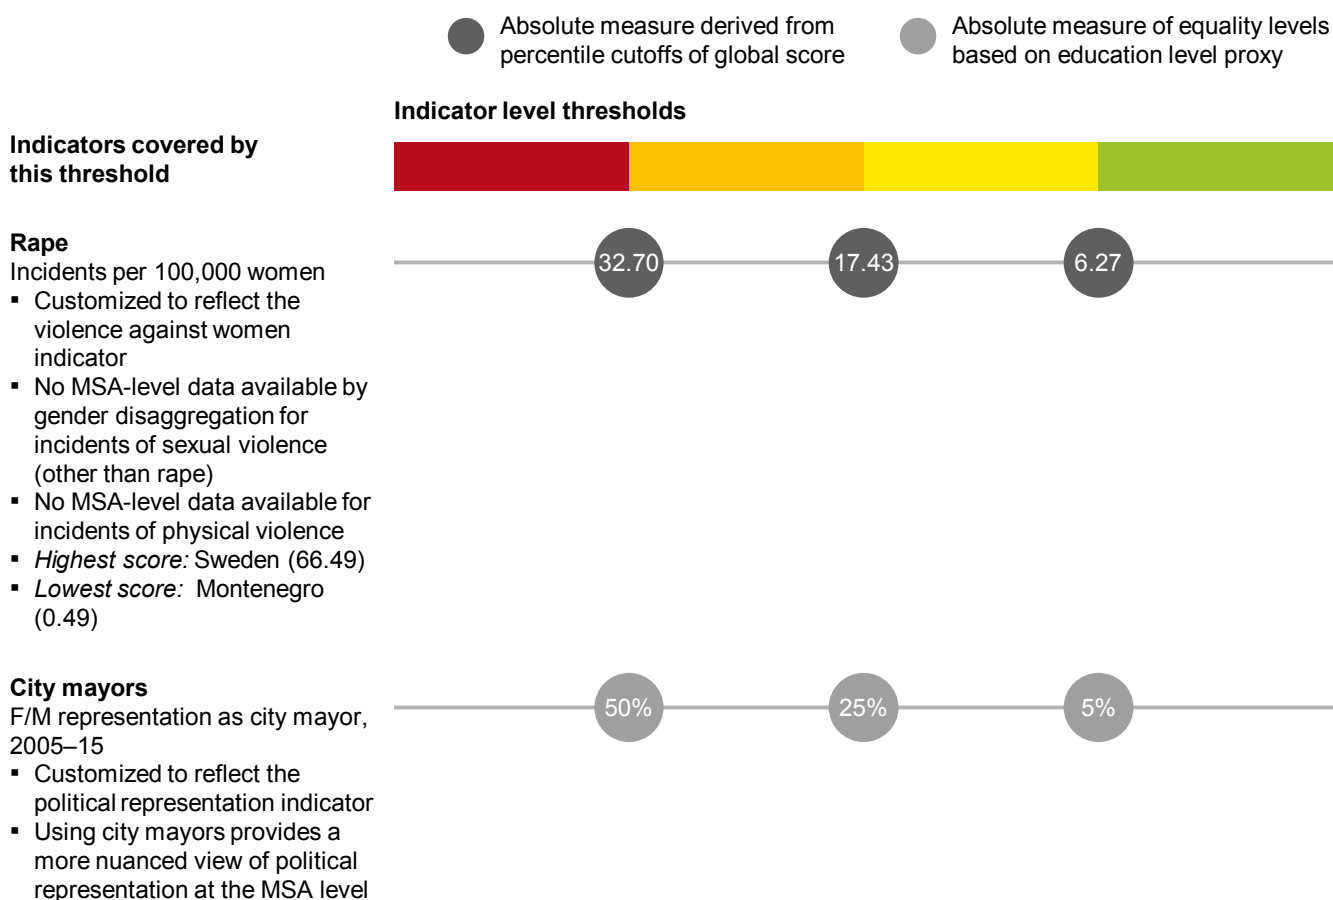 Absolute measure derived from
percentile cutoffs of global score
Absolute measure of equality levels
based on education level proxy
Indicator level thresholds
Indicators covered by
this threshold
Rape
Incidents per 100,000 women
▪ Customized to reflect the
violence against women
indicator
▪ No MSA-level data available by
gender disaggregation for
incidents of sexual violence
(other than rape)
▪ No MSA-level data available for
incidents of physical violence
▪ Highest score: Sweden (66.49)
▪ Lowest score: Montenegro
(0.49)
32.70
17.43
6.27
City mayors
F/M representation as city mayor,
2005–15
▪ Customized to reflect the
political representation indicator
▪ Using city mayors provides a
more nuanced view of political
representation at the MSA level
50%
25%
5%